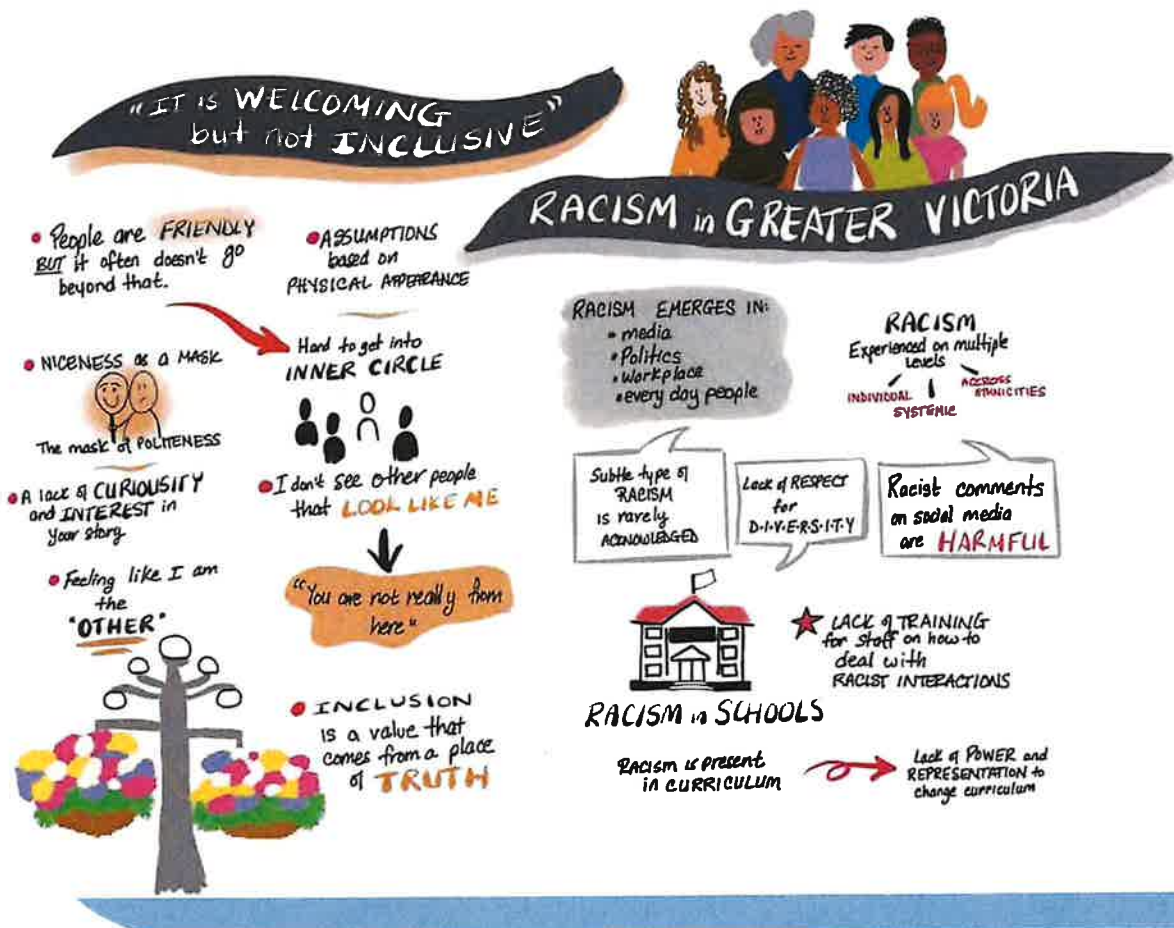 "IT IS WELCOMING
but not INCLUSIVE"
• People are FRIENDLY
BUT it often doesn't go
beyond that.
• NICENESS as a MASK
The mask of POLITENESS
• A lack of CURIOUSITY
and INTEREST in
Your story
• Feeling like I am
the
"OTHER"
• ASSUMPTIONS
based on
PHYSICAL APPEARANCE
Hard to get into
INNER CIRCLE
• I don't see other people
that LOOK LIKE ME
"You are not really from
here"
• INCLUSION
is a value that
comes from a place
of TRUTH
RACISM in GREATER VICTORIA
RACISM EMERGES IN:
• media
• Politics
• workplace
• every day people
RACISM
Experienced on multiple
Levels
INDIVIDUAL
SYSTEMIC
ACCROSS
ETHNICITIES
Subtle type of
RACISM
is rarely
ACKNOWLEDGED
Lack of RESPECT
for
D•I•V•E•R•S•I•T•Y
Racist comments
on social media
are HARMFUL
LACK of TRAINING
for staff on how to
deal with
RACIST INTERACTIONS
RACISM in SCHOOLS
RACISM is present
in CURRICULUM
Lack of POWER and
REPRESENTATION to
change curriculum